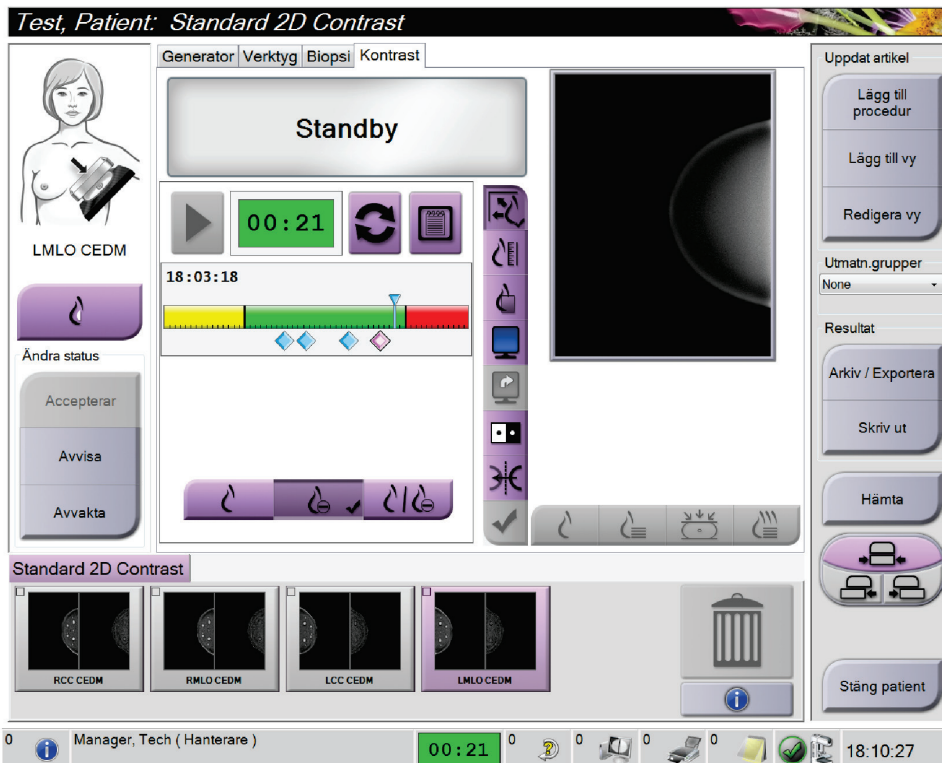 Test, Patient: Standard 2D Contrast
LMLO CEDM
Ändra status
Accepterar
Avvisa
Avvakta
Generator Verktyg Biopsi Kontrast
Standby
00:21
18:03:18
Uppdat artikel
Lägg till
procedur
Lägg till vy
Redigera vy
Utmatn.grupper
None
Resultat
Arkiv / Exportera
Skriv ut
Hämta
Stäng patient
Standard 2D Contrast
RCC CEDM
RMLO CEDM
LCC CEDM
LMLO CEDM
0 Manager, Tech ( Hanterare ) 00:21 0 0 0 0 18:10:27